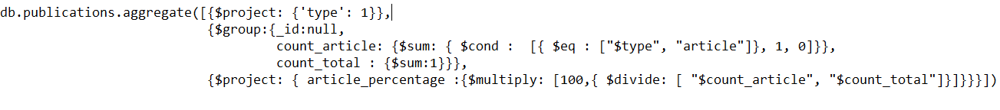 db.publications.aggregate([{$project: {'type': 1}},
{$group:{_id:null,
count_article: {$sum: { $cond :  [{ $eq : ["$type", "article"]}, 1, 0]}},
count_total : {$sum:1}}},
{$project: { article_percentage :{$multiply: [100,{ $divide: [ "$count_article", "$count_total"]}]}}}])